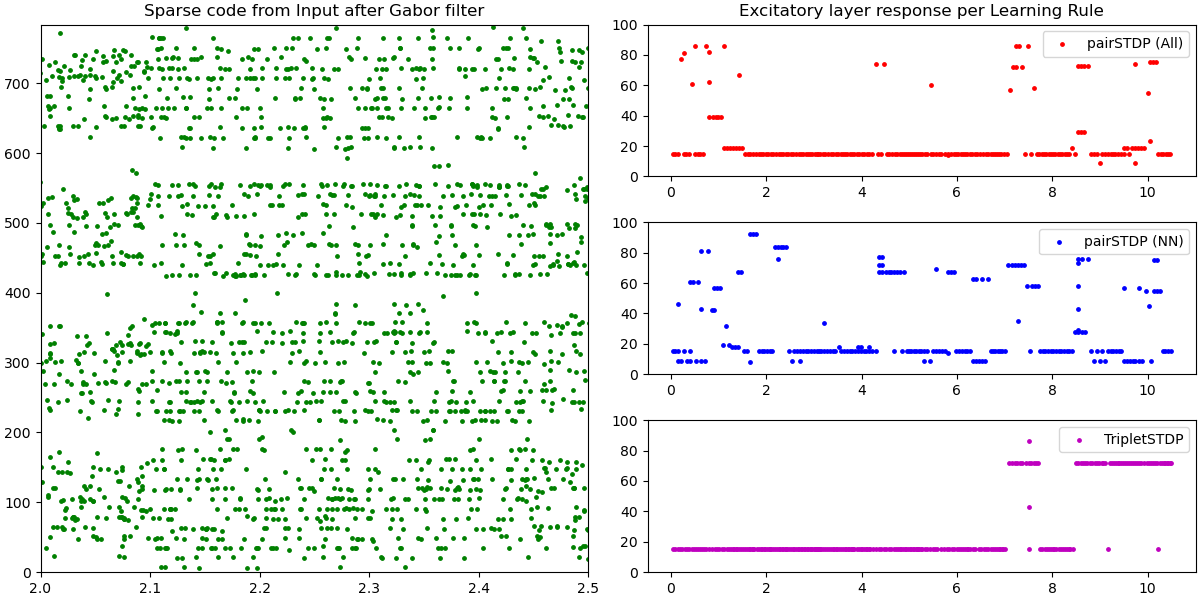 Sparse code from Input after Gabor filter
700
600
500
400
300
200
100
0
2.0 2.1 2.2 2.3 2.4 2.5
Excitatory layer response per Learning Rule
100
80
60
40
20
0
pairSTDP (All)
0 2 4 6 8 10
100
80
60
40
20
0
pairSTDP (NN)
0 2 4 6 8 10
100
80
60
40
20
0
TripletSTDP
0 2 4 6 8 10